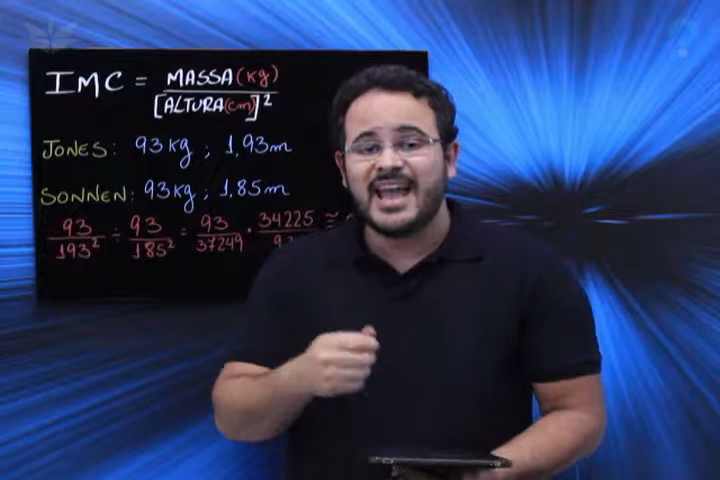 IMC = MASSA(kg)
[ALTURA(cm)]²
JONES: 93kg ; 1,93m
SONNEN: 93kg ; 1,85m
93/193² ÷ 93/185² = 93/37249 · 34225/ ≅